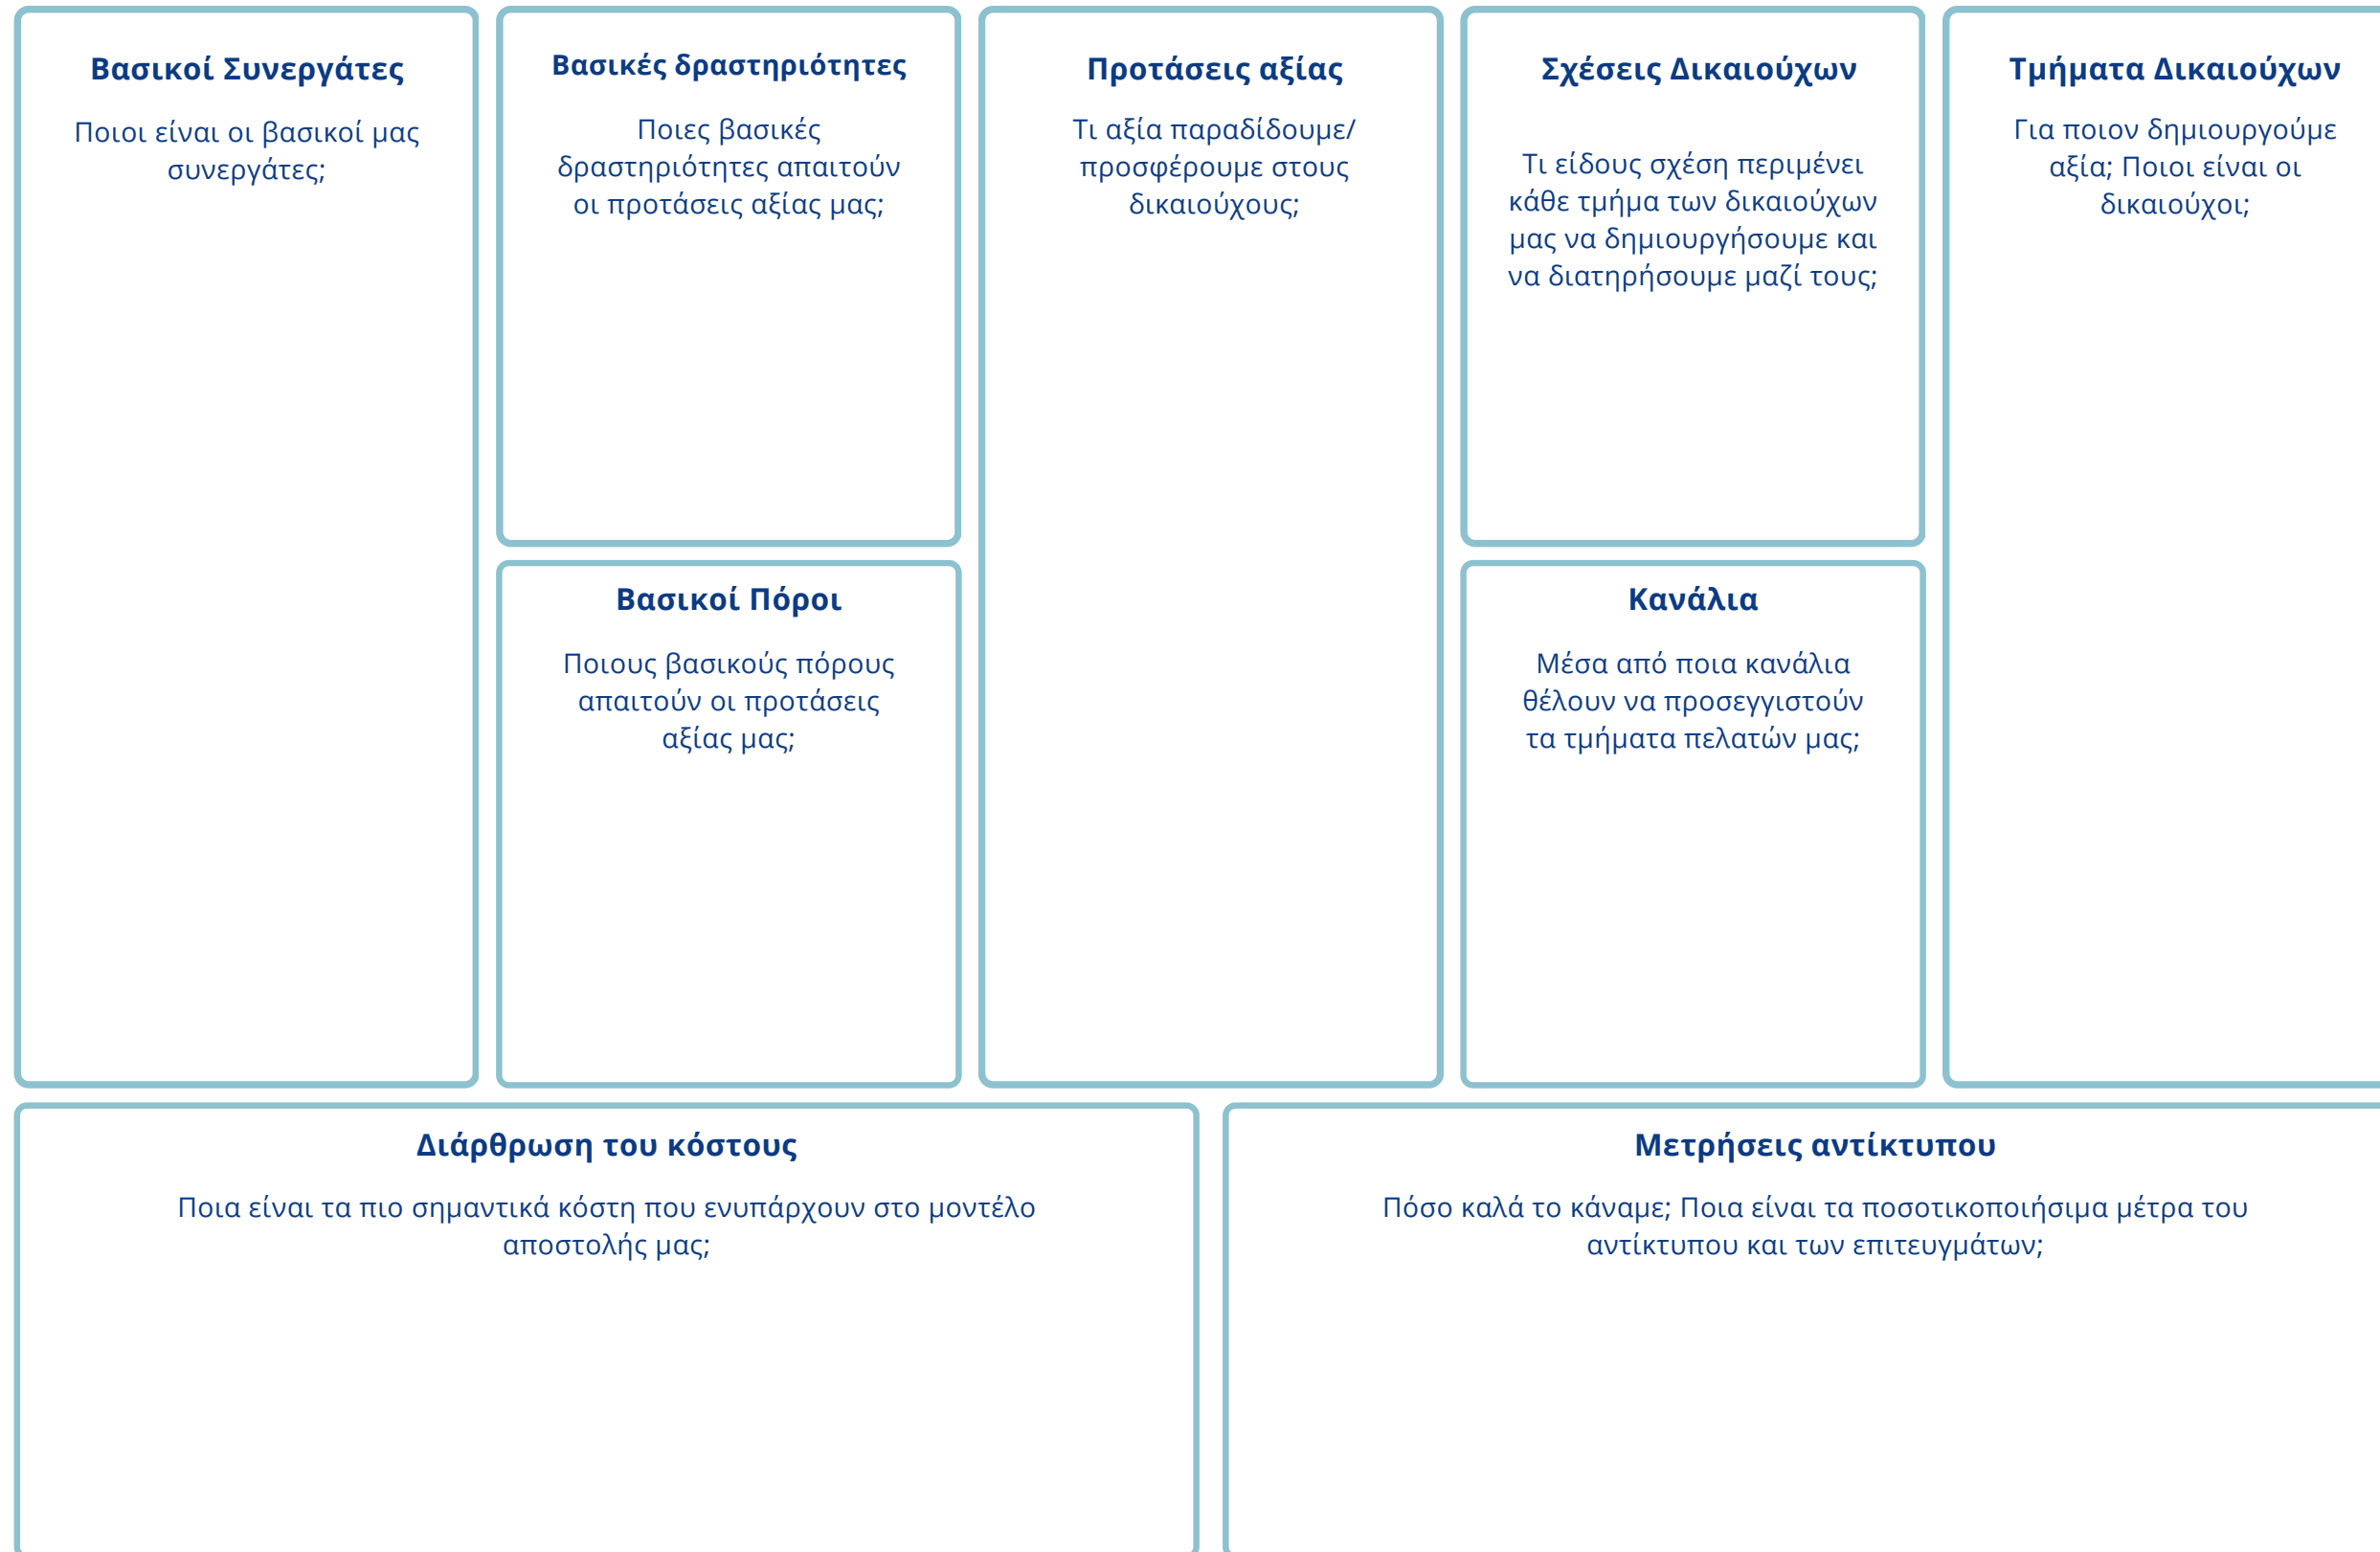 Βασικοί Συνεργάτες
Ποιοι είναι οι βασικοί μας
συνεργάτες;
Βασικές δραστηριότητες
Ποιες βασικές
δραστηριότητες απαιτούν
οι προτάσεις αξίας μας;
Βασικοί Πόροι
Ποιους βασικούς πόρους
απαιτούν οι προτάσεις
αξίας μας;
Προτάσεις αξίας
Τι αξία παραδίδουμε/
προσφέρουμε στους
δικαιούχους;
Σχέσεις Δικαιούχων
Τι είδους σχέση περιμένει
κάθε τμήμα των δικαιούχων
μας να δημιουργήσουμε και
να διατηρήσουμε μαζί τους;
Κανάλια
Μέσα από ποια κανάλια
θέλουν να προσεγγιστούν
τα τμήματα πελατών μας;
Τμήματα Δικαιούχων
Για ποιον δημιουργούμε
αξία; Ποιοι είναι οι
δικαιούχοι;
Διάρθρωση του κόστους
Ποια είναι τα πιο σημαντικά κόστη που ενυπάρχουν στο μοντέλο
αποστολής μας;
Μετρήσεις αντίκτυπου
Πόσο καλά το κάναμε; Ποια είναι τα ποσοτικοποιήσιμα μέτρα του
αντίκτυπου και των επιτευγμάτων;